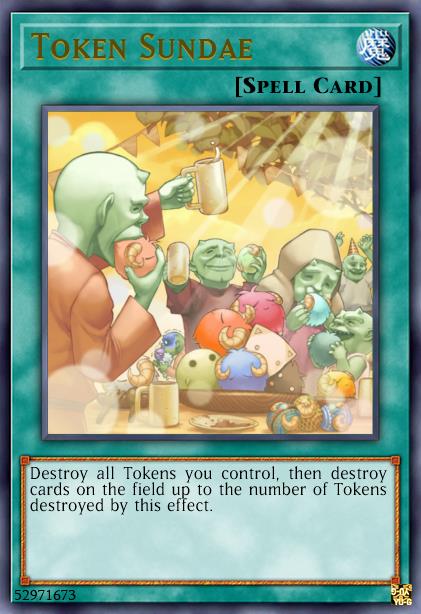 Token Sundae
魔
[Spell Card]
Destroy all Tokens you control, then destroy
cards on the field up to the number of Tokens
destroyed by this effect.
52971673